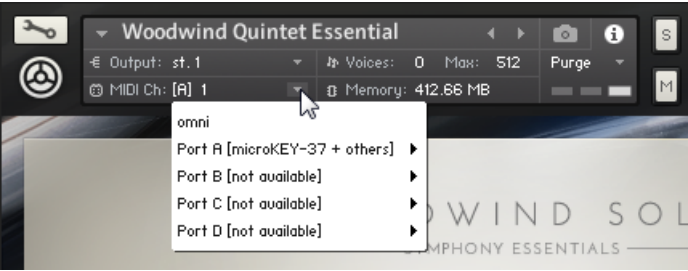 Woodwind Quintet Essential
S
Output: st.1 Voices: 0 Max: 512 Purge
MIDI Ch: [A] 1 Memory: 412.66 MB
M
omni
Port A [microKEY-37 + others]
Port B [not available]
Port C [not available]
Port D [not available]
WIND SOL
MPHONY ESSENTIALS